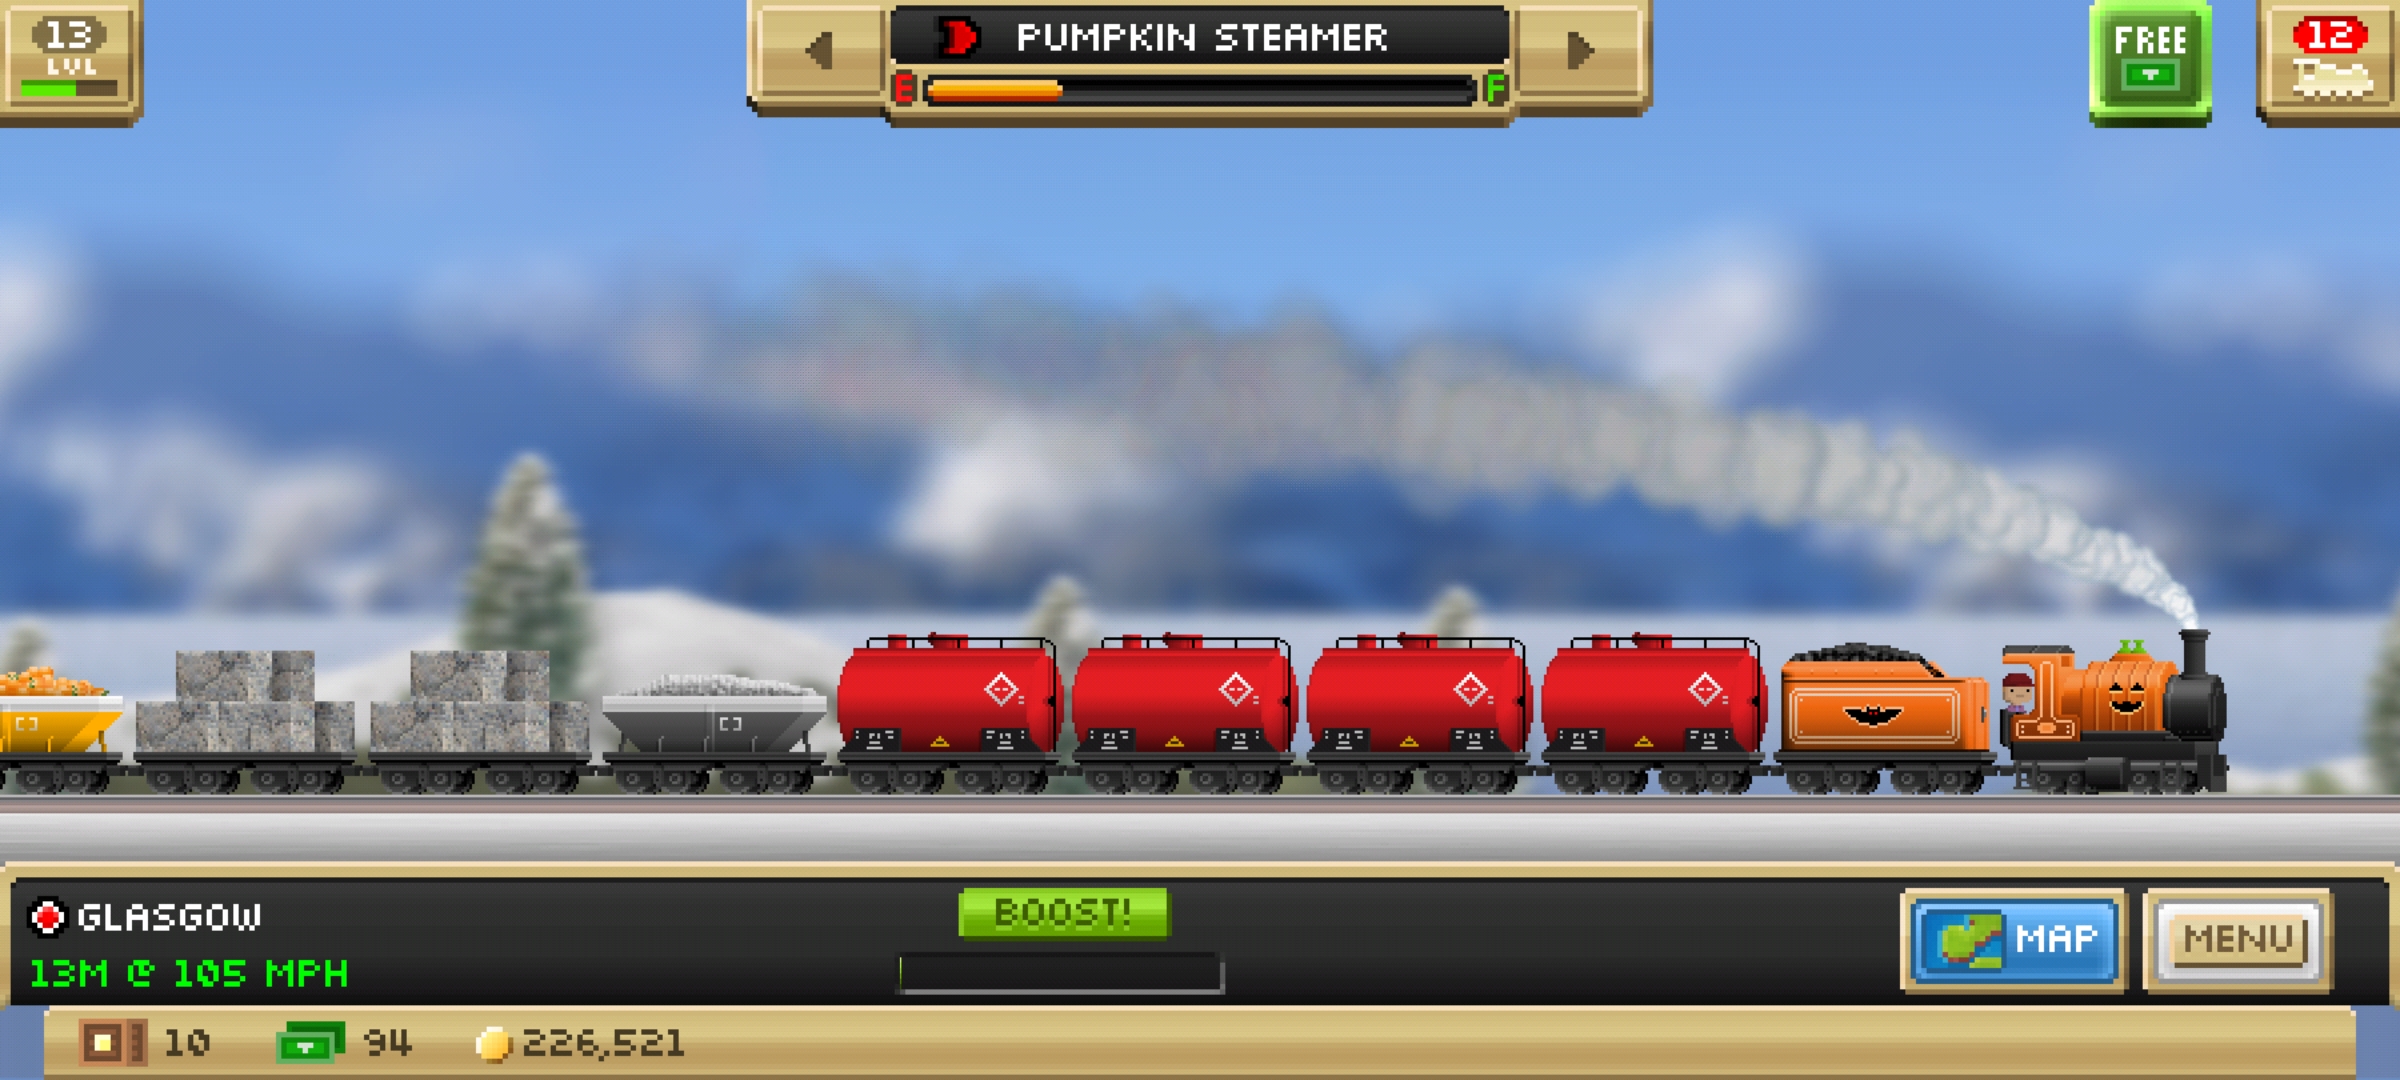 13
LVL
PUMPKIN STEAMER
E F
FREE
12
GLASGOW
13M @ 105 MPH
BOOST!
MAP
MENU
10 94 226,521